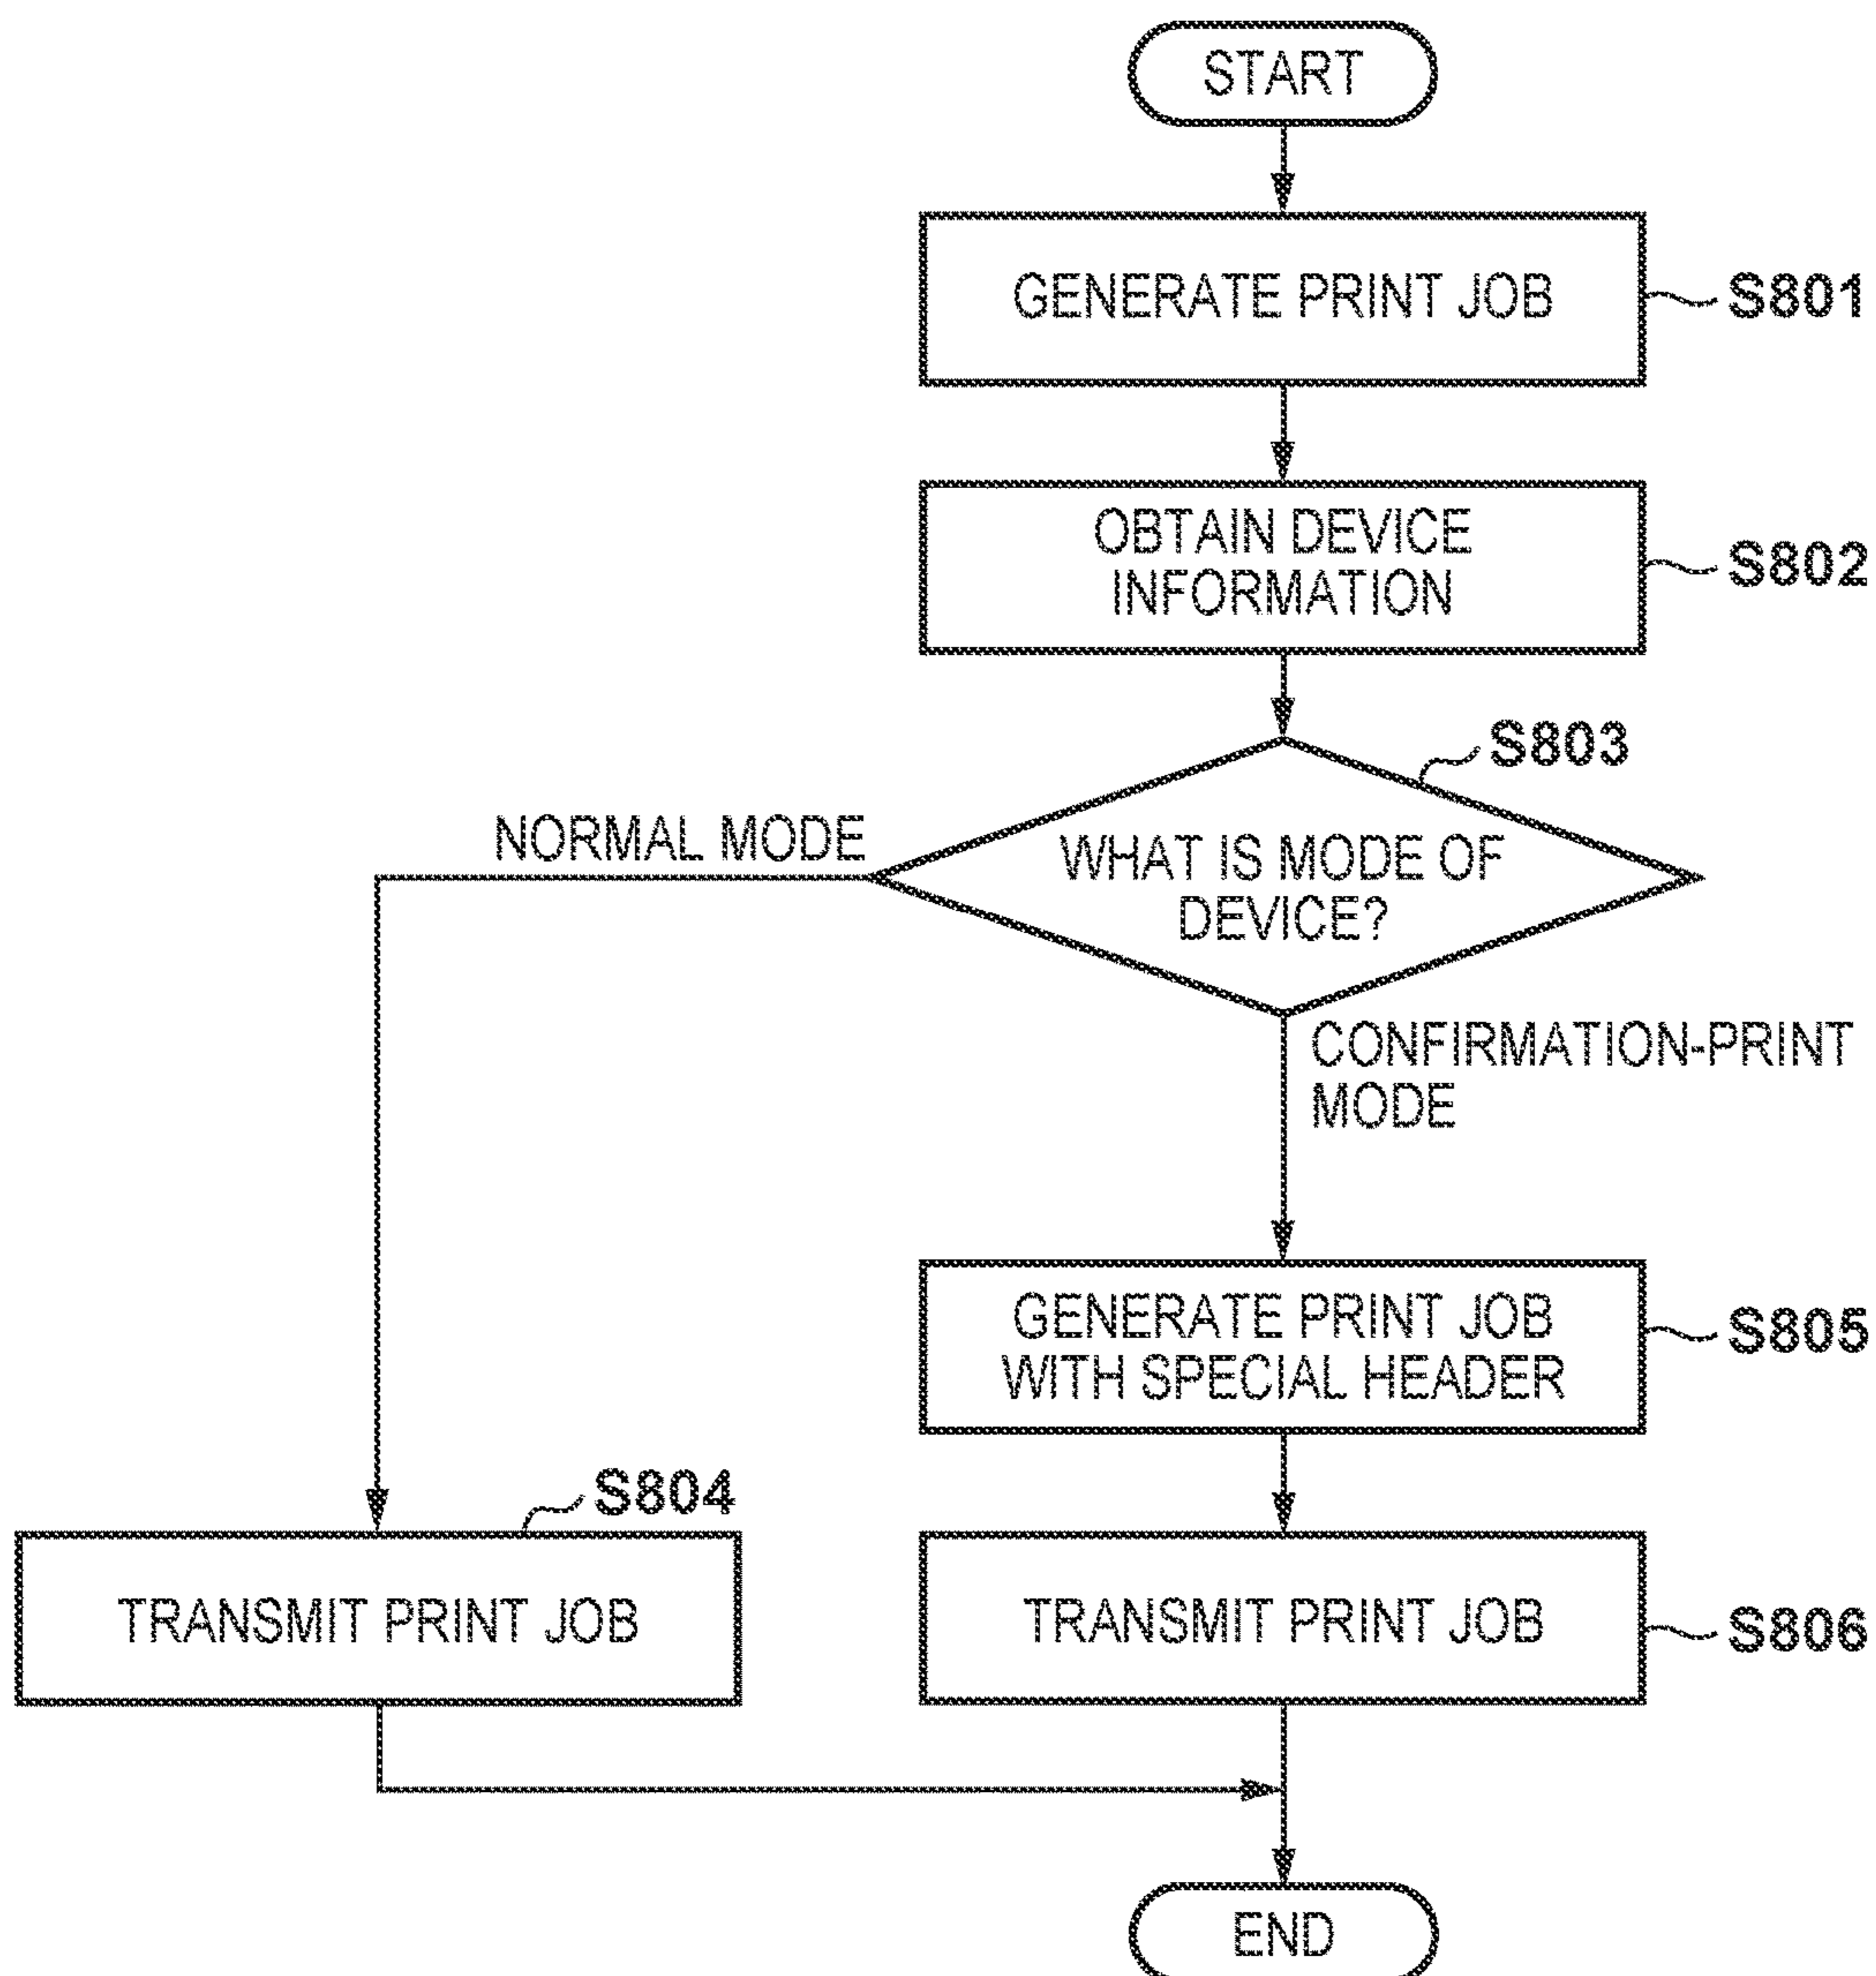 START
GENERATE PRINT JOB
S801
OBTAIN DEVICE
INFORMATION
S802
S803
NORMAL MODE
WHAT IS MODE OF
DEVICE?
CONFIRMATION-PRINT
MODE
GENERATE PRINT JOB
WITH SPECIAL HEADER
S805
S804
TRANSMIT PRINT JOB
TRANSMIT PRINT JOB
S806
END